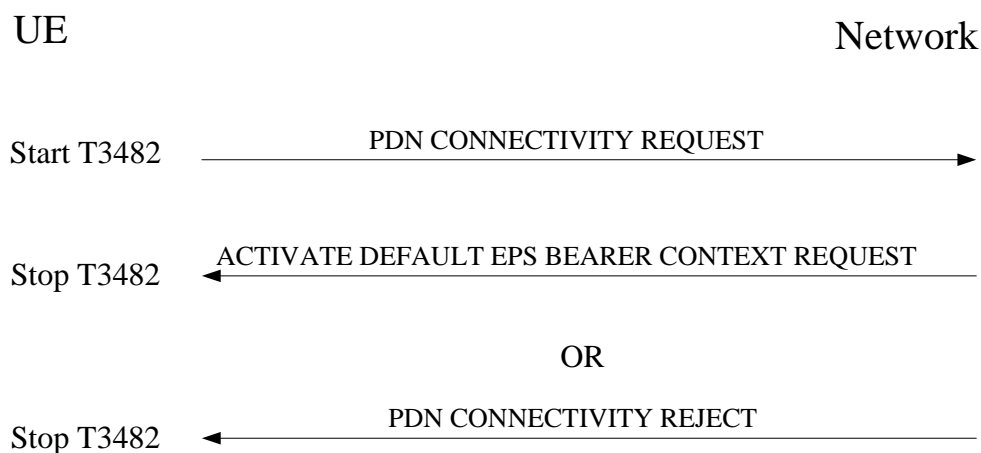 UE
Network
Start T3482
PDN CONNECTIVITY REQUEST
ACTIVATE DEFAULT EPS BEARER CONTEXT REQUEST
Stop T3482
OR
PDN CONNECTIVITY REJECT
Stop T3482